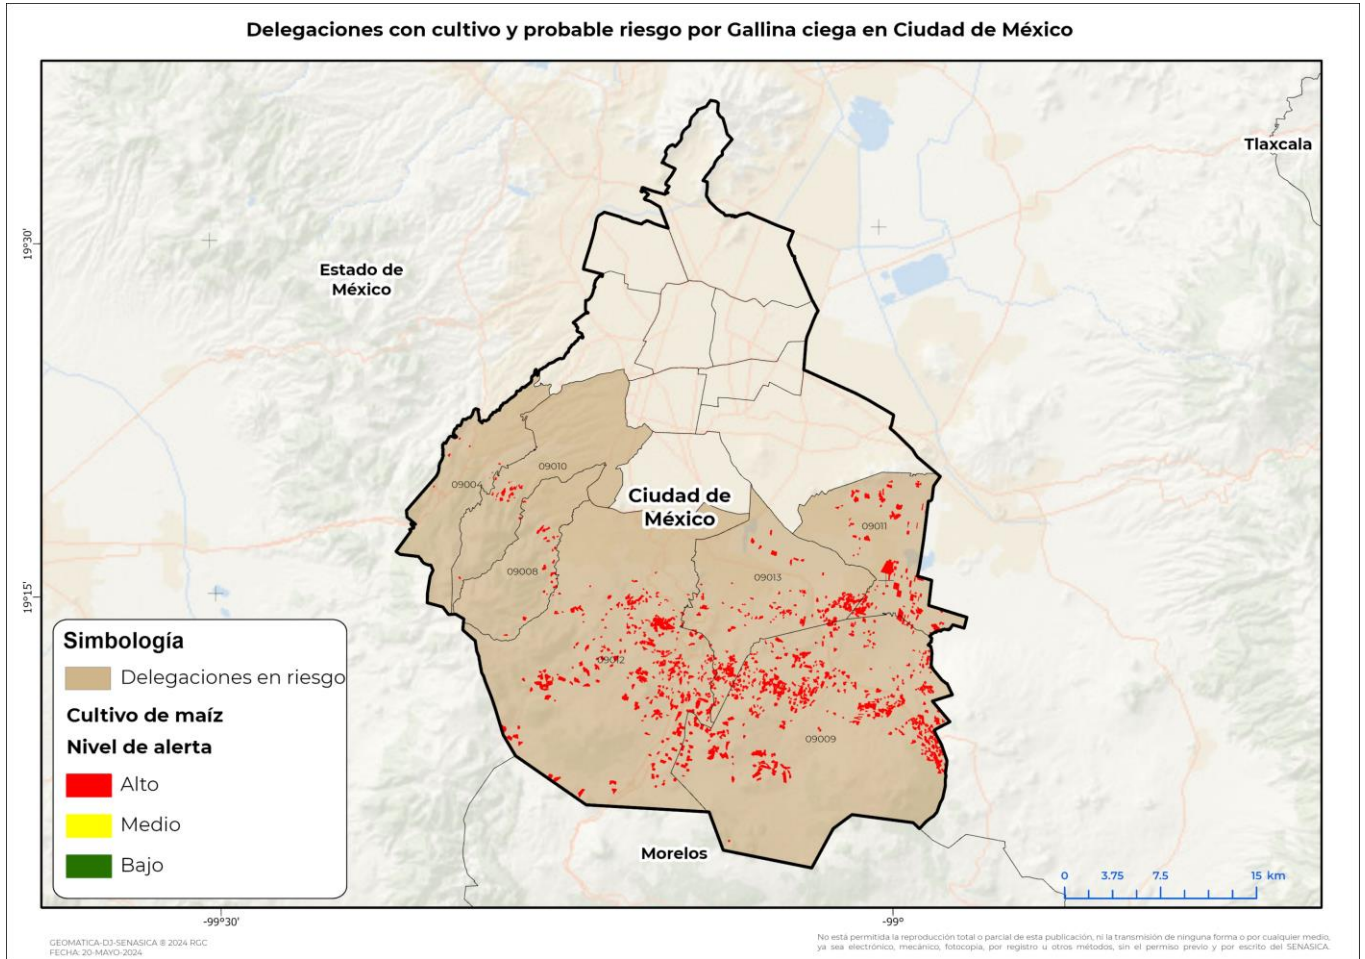 Delegaciones con cultivo y probable riesgo por Gallina ciega en Ciudad de México
Tlaxcala
19°30'
Estado de
México
09010
09004
Ciudad de
México
09011
09008
09013
19°15'
09012
09009
Morelos
Simbología
Delegaciones en riesgo
Cultivo de maíz
Nivel de alerta
Alto
Medio
Bajo
0 3.75 7.5 15 km
-99°30'
-99°
GEOMATICA-DJ-SENASICA ® 2024 RGC
FECHA: 20-MAYO-2024
No está permitida la reproducción total o parcial de esta publicación, ni la transmisión de ninguna forma o por cualquier medio,
ya sea electrónico, mecánico, fotocopia, por registro u otros métodos, sin el permiso previo y por escrito del SENASICA.